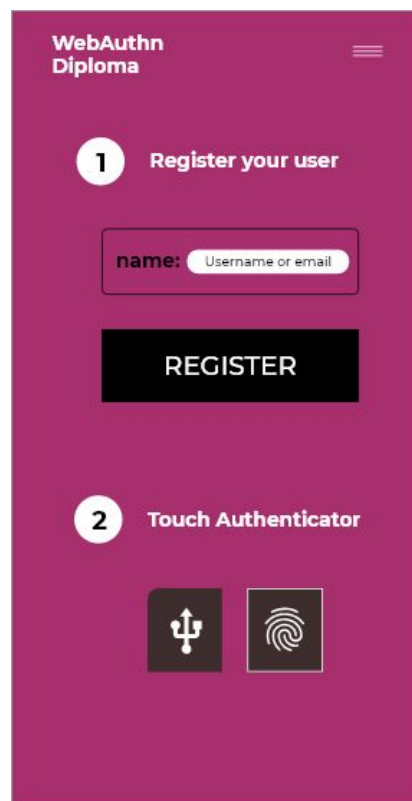 WebAuthn
Diploma
1 Register your user
name: Username or email
REGISTER
2 Touch Authenticator